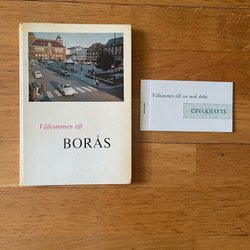 Välkommen till
BORÅS
Välkommen till oss med detta
CHECKHÄFTE